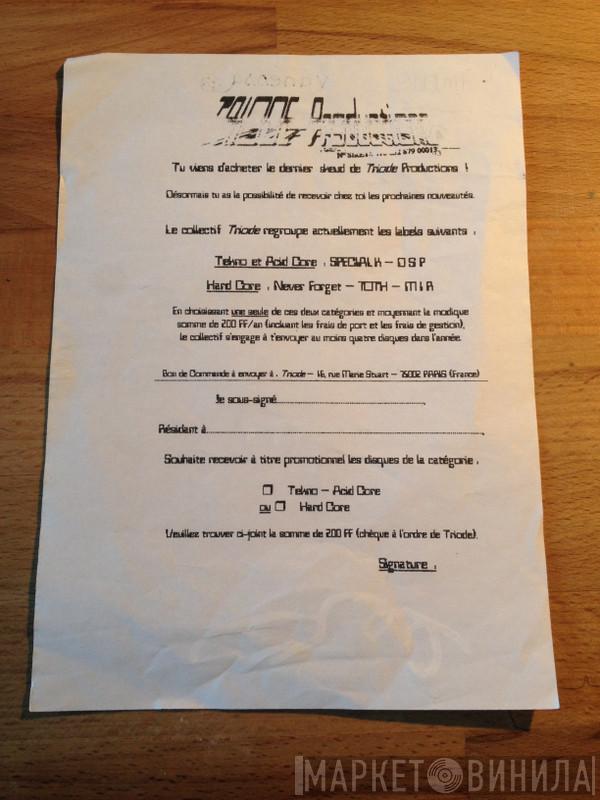 TRIODE Productions
Tu viens d'acheter le dernier skeud de Triode Productions !
Désormais tu as la possibilité de recevoir chez toi les prochaines nouveautés.
Le collectif Triode regroupe actuellement les labels suivants :
Tekno et Acid Core : SPECIAL K - O S P
Hard Core : Never Forget - TOTH - M I A
En choisissant une seule de ces deux catégories et moyennant la modique
somme de 200 FF/an (incluant les frais de port et les frais de gestion),
le collectif s'engage à t'envoyer au moins quatre disques dans l'année.
Bon de Commande à envoyer à : Triode - 16, rue Marie Stuart - 75002 PARIS (France)
Je sous-signé
Résidant à
Souhaite recevoir à titre promotionnel les disques de la catégorie :
Tekno - Acid Core
ou Hard Core
Veuillez trouver ci-joint la somme de 200 FF (chèque à l'ordre de Triode).
Signature :
МАРКЕТ ВИНИЛА